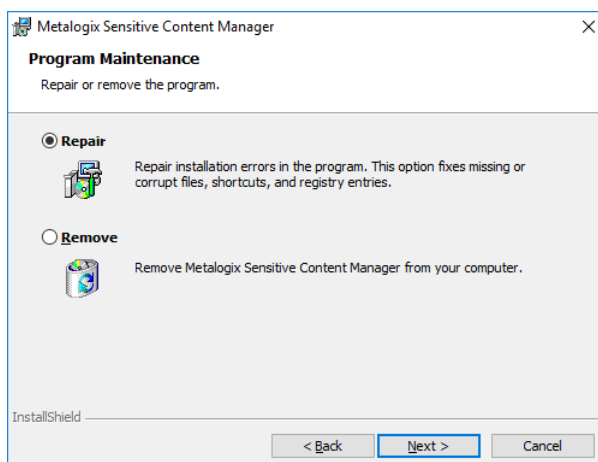 Metalogix Sensitive Content Manager
Program Maintenance
Repair or remove the program.
Repair
Repair installation errors in the program. This option fixes missing or
corrupt files, shortcuts, and registry entries.
Remove
Remove Metalogix Sensitive Content Manager from your computer.
InstallShield
< Back
Next >
Cancel